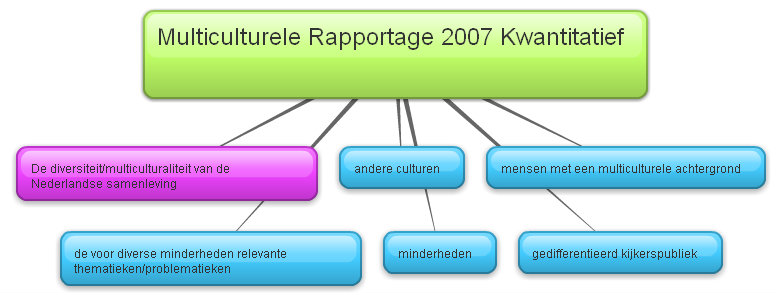 Multiculturele Rapportage 2007 Kwantitatief
De diversiteit/multiculturaliteit van de
Nederlandse samenleving
andere culturen
mensen met een multiculturele achtergrond
de voor diverse minderheden relevante
thematieken/problematieken
minderheden
gedifferentieerd kijkerspubliek